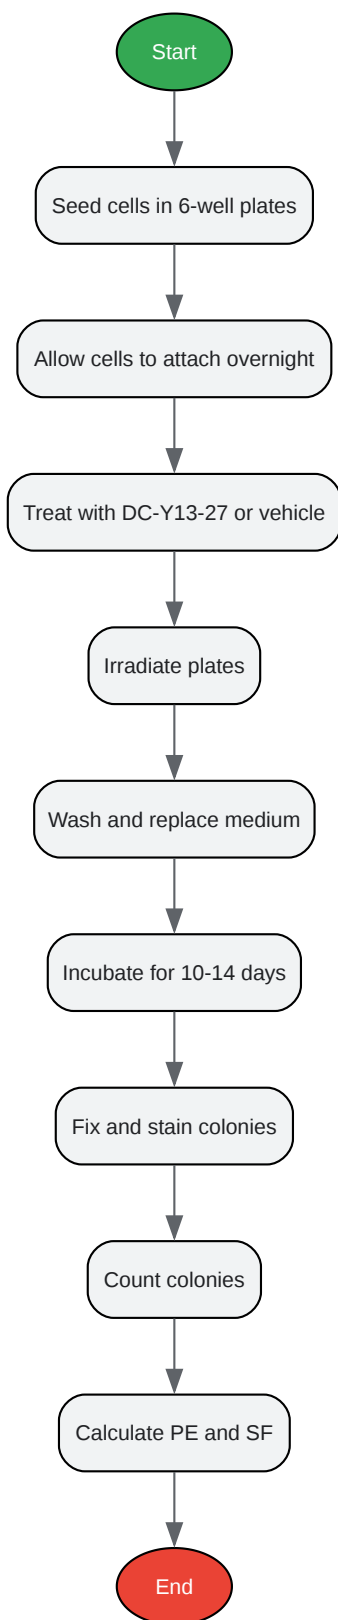 Start
Seed cells in 6-well plates
Allow cells to attach overnight
Treat with DC-Y13-27 or vehicle
Irradiate plates
Wash and replace medium
Incubate for 10-14 days
Fix and stain colonies
Count colonies
Calculate PE and SF
End